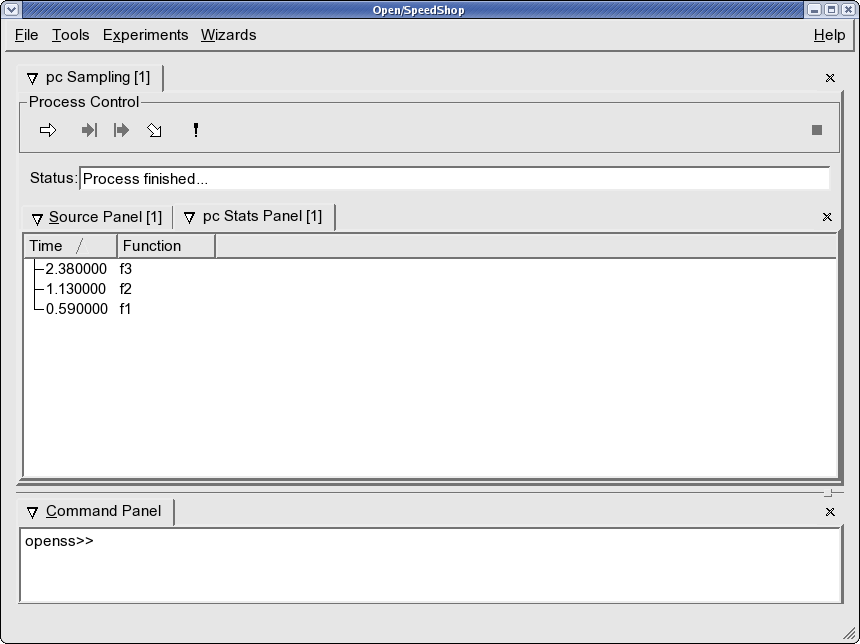 Open/SpeedShop
File Tools Experiments Wizards Help
pc Sampling [1]
Process Control
Status: Process finished...
Source Panel [1] pc Stats Panel [1]
Time Function
2.380000 f3
1.130000 f2
0.590000 f1
Command Panel
openss>>